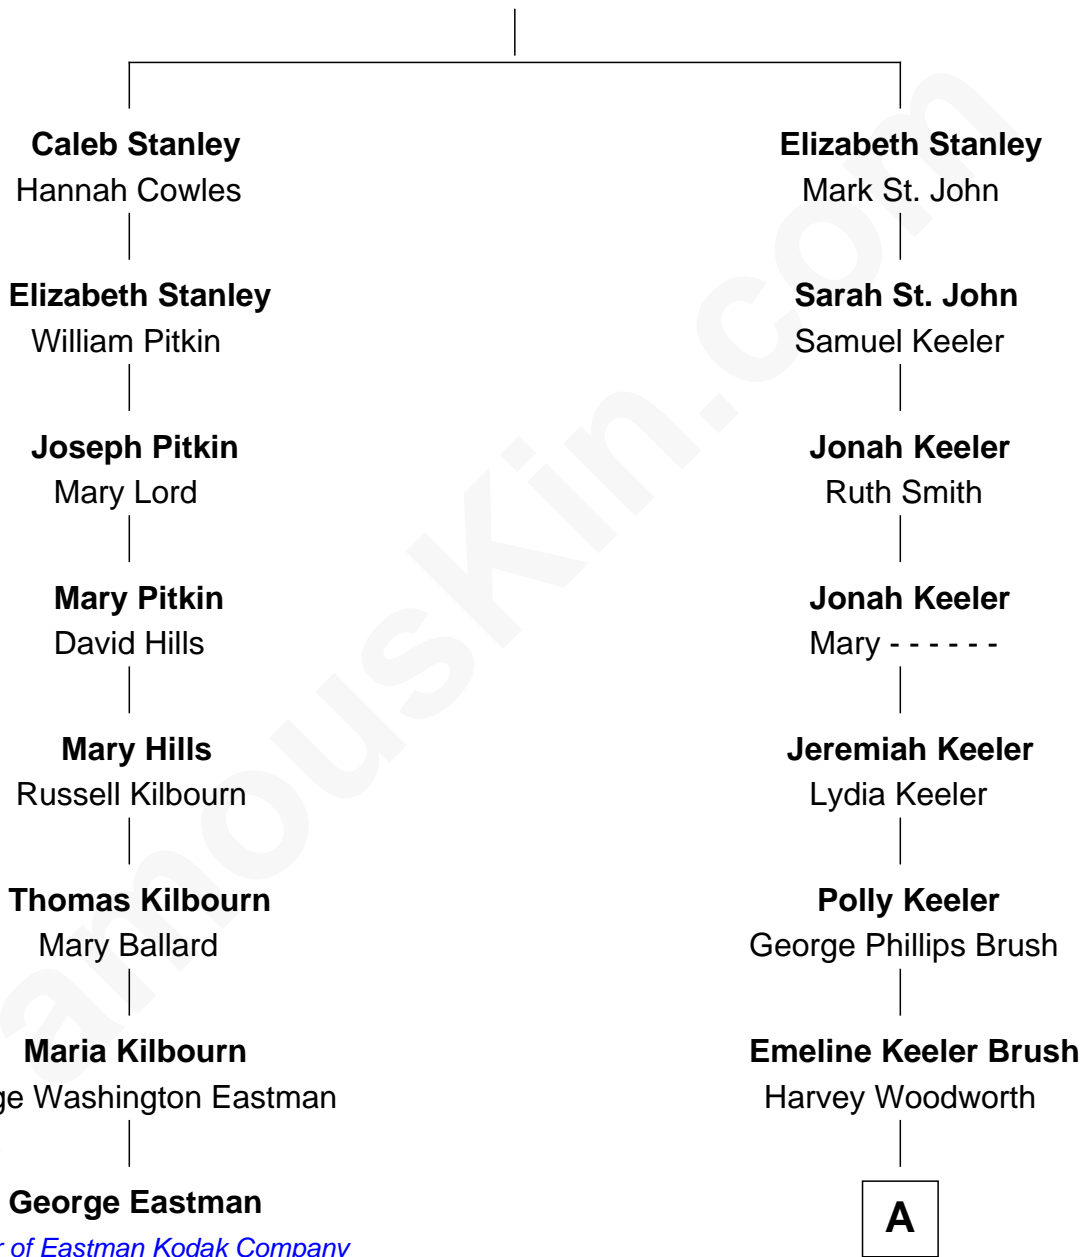 Caleb Stanley
Hannah Cowles
Elizabeth Stanley
William Pitkin
Joseph Pitkin
Mary Lord
Mary Pitkin
David Hills
Mary Hills
Russell Kilbourn
Thomas Kilbourn
Mary Ballard
Maria Kilbourn
ge Washington Eastman
George Eastman
r of Eastman Kodak Company
Elizabeth Stanley
Mark St. John
Sarah St. John
Samuel Keeler
Jonah Keeler
Ruth Smith
Jonah Keeler
Mary - - - - - -
Jeremiah Keeler
Lydia Keeler
Polly Keeler
George Phillips Brush
Emeline Keeler Brush
Harvey Woodworth
A
amouskin.com